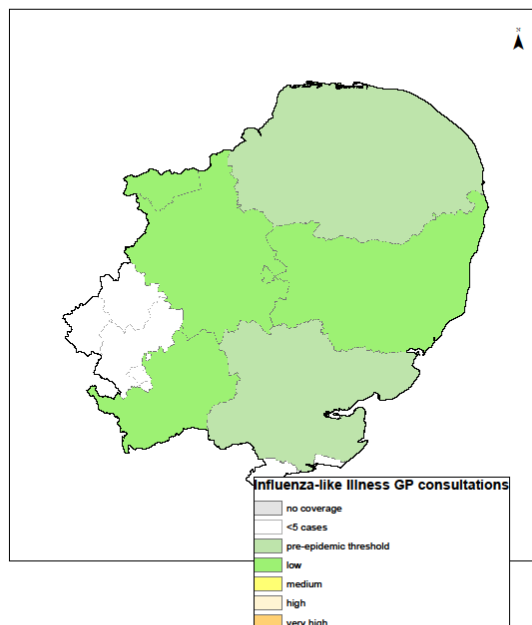 N
Influenza-like Illness GP consultations
no coverage
<5 cases
pre-epidemic threshold
low
medium
high
very high